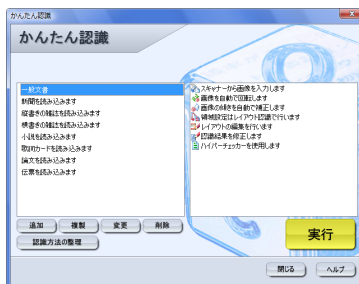 かんたん認識
かんたん認識
一般文書
新聞を読み込みます
縦書きの雑誌を読み込みます
横書きの雑誌を読み込みます
小説を読み込みます
歌詞カードを読み込みます
論文を読み込みます
伝票を読み込みます
スキャナーから画像を入力します
画像を自動で回転します
画像の傾きを自動で補正します
領域設定はレイアウト認識で行います
レイアウトの編集を行います
認識結果を修正します
ハイパーチェッカーを使用します
追加
複製
変更
削除
認識方法の整理
実行
閉じる
ヘルプ